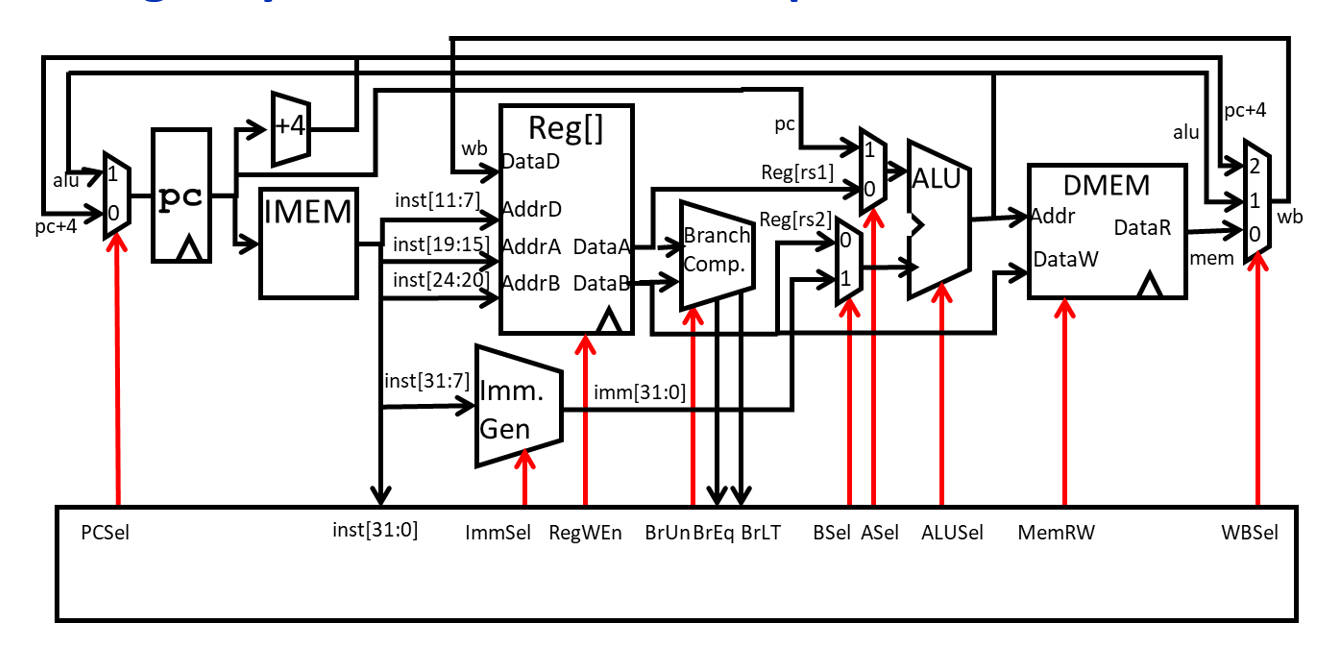 pc+4
alu
pc
+4
Reg[]
wb
DataD
alu
1
pc
IMEM
inst[11:7]
AddrD
Reg[rs1]
1
0
ALU
DMEM
2
1
0
wb
pc+4
0
inst[19:15]
AddrA
DataA
Branch
Comp.
Reg[rs2]
0
1
Addr
DataR
mem
inst[24:20]
AddrB
DataB
DataW
inst[31:7]
Imm.
Gen
imm[31:0]
PCSel
inst[31:0]
ImmSel
RegWEn
BrUn
BrEq
BrLT
BSel
ASel
ALUSel
MemRW
WBSel